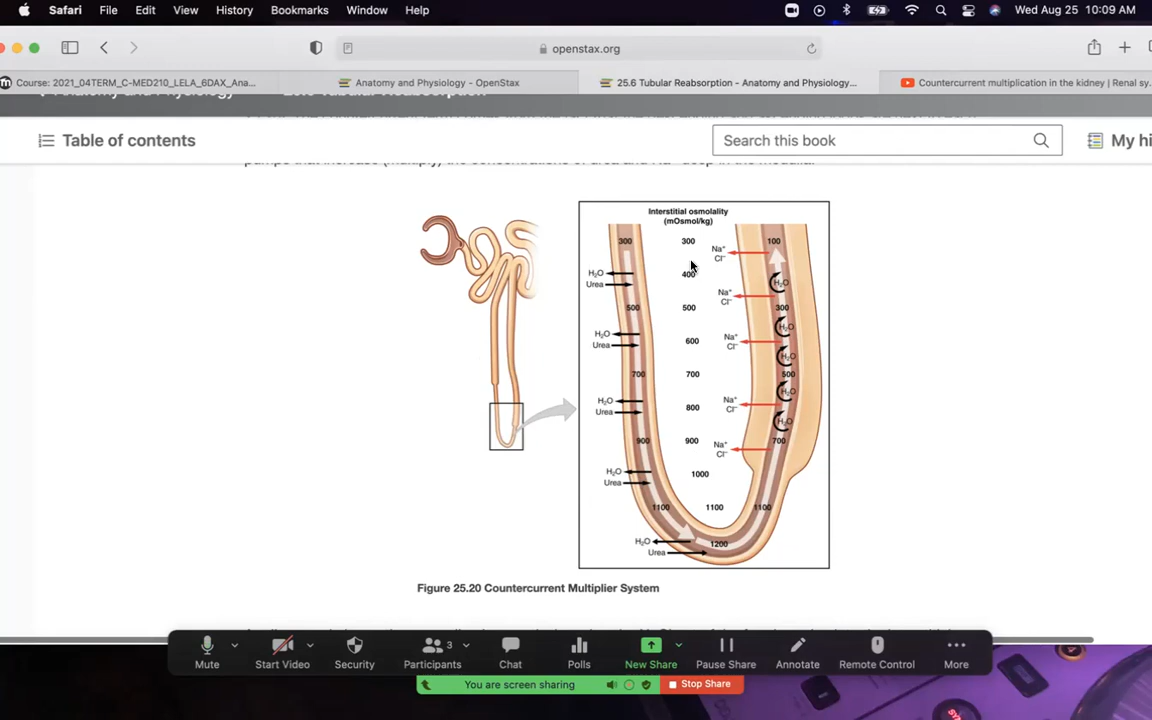 Safari File Edit View History Bookmarks Window Help Wed Aug 25 10:09 AM
openstax.org
Course: 2021_04TERM_C-MED210_LELA_6DAX_Ana... Anatomy and Physiology - OpenStax 25.6 Tubular Reabsorption - Anatomy and Physiology... Countercurrent multiplication in the kidney | Renal sy...
Table of contents
Search this book
My hi
pumps that increase (multiply) the concentrations of urea and Na⁺ deep in the medulla.
Interstitial osmolality
(mOsmol/kg)
300 300 100
Na⁺
Cl⁻
H₂O
Urea
400
H₂O
Na⁺
Cl⁻
500 500 300
H₂O
H₂O
Urea
600
Na⁺
Cl⁻
H₂O
700 700 500
H₂O
H₂O
Urea
800
Na⁺
Cl⁻
H₂O
900 900 700
Na⁺
Cl⁻
H₂O
Urea
1000
1100 1100 1100
H₂O
Urea
1200
Figure 25.20 Countercurrent Multiplier System
Mute Start Video Security Participants 3 Chat Polls New Share Pause Share Annotate Remote Control More
You are screen sharing Stop Share